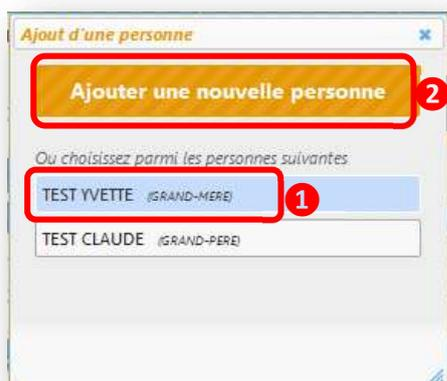 Ajout d'une personne
Ajouter une nouvelle personne
2
Ou choisissez parmi les personnes suivantes
TEST YVETTE (GRAND-MERE)
1
TEST CLAUDE (GRAND-PERE)